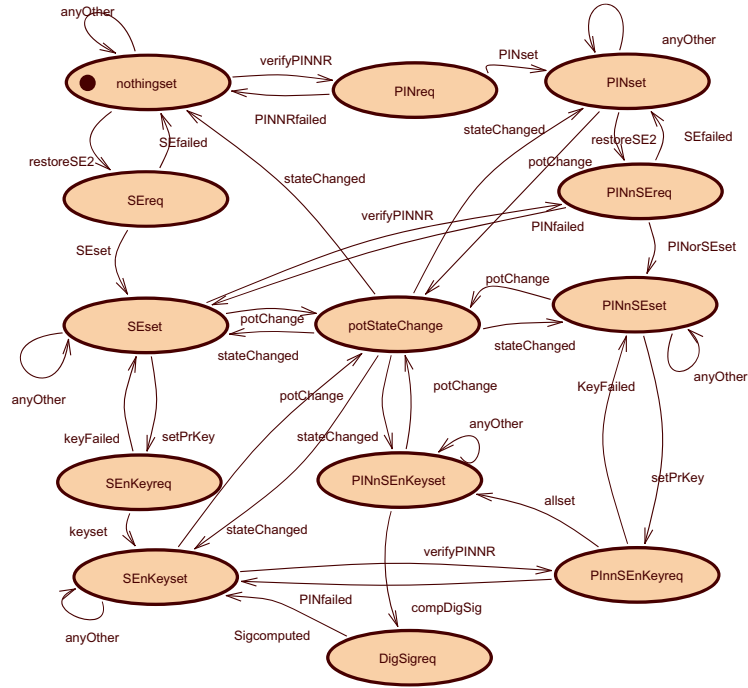 anyOther
nothingset
verifyPINNR
PINNRfailed
PINreq
PINset
PINset
anyOther
restoreSE2
SEfailed
SEreq
stateChanged
stateChanged
potChange
restoreSE2
SEfailed
PINnSEreq
verifyPINNR
PINfailed
SEset
PINorSEset
SEset
potChange
stateChanged
potStateChange
potChange
stateChanged
PINnSEset
anyOther
anyOther
keyFailed
setPrKey
potChange
stateChanged
potChange
KeyFailed
setPrKey
anyOther
SEnKeyreq
PINnSEnKeyset
keyset
stateChanged
allset
SEnKeyset
verifyPINNR
PInnSEnKeyreq
PINfailed
anyOther
Sigcomputed
compDigSig
DigSigreq